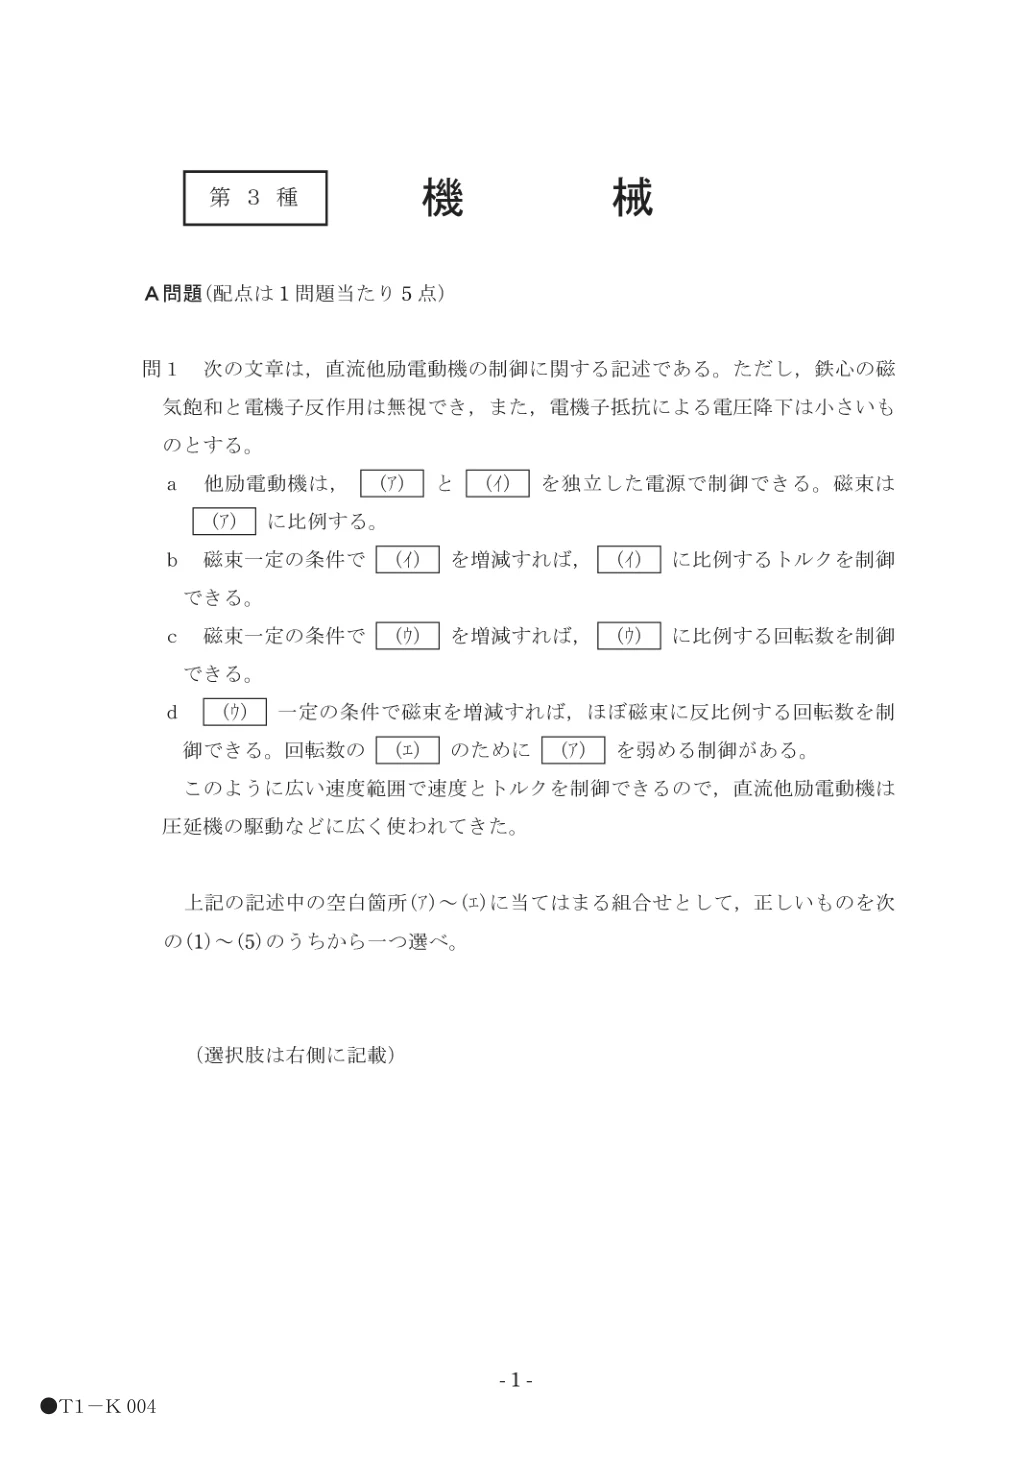 第 3 種
機 械
A問題(配点は1問題当たり5点)
問1 次の文章は，直流他励電動機の制御に関する記述である。ただし，鉄心の磁
気飽和と電機子反作用は無視でき，また，電機子抵抗による電圧降下は小さいも
のとする。
a 他励電動機は， (ア) と (イ) を独立した電源で制御できる。磁束は
(ア) に比例する。
b 磁束一定の条件で (イ) を増減すれば， (イ) に比例するトルクを制御
できる。
c 磁束一定の条件で (ウ) を増減すれば， (ウ) に比例する回転数を制御
できる。
d (ウ) 一定の条件で磁束を増減すれば，ほぼ磁束に反比例する回転数を制
御できる。回転数の (エ) のために (ア) を弱める制御がある。
このように広い速度範囲で速度とトルクを制御できるので，直流他励電動機は
圧延機の駆動などに広く使われてきた。
上記の記述中の空白箇所(ア)～(エ)に当てはまる組合せとして，正しいものを次
の(1)～(5)のうちから一つ選べ。
（選択肢は右側に記載）
- 1 -
●T1－K 004